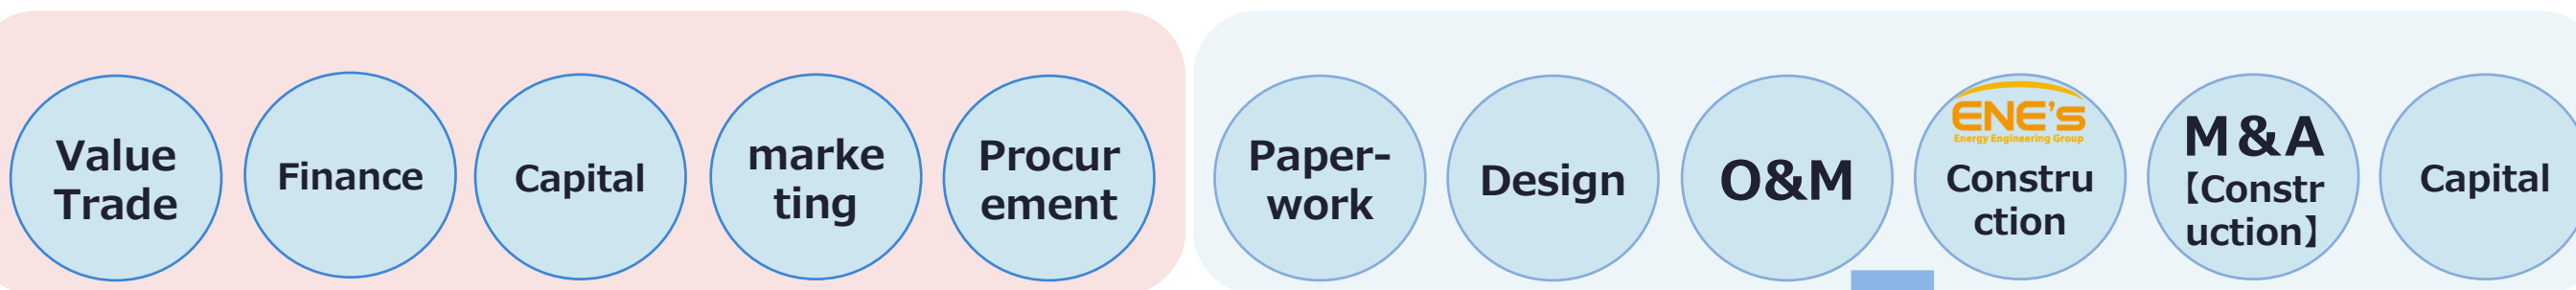 Value
Trade
Finance
Capital
marke
ting
Procur
ement
Paper-
work
Design
O&M
ENE'S
Energy Engineering Group
Constru
ction
M&A
【Constr
uction】
Capital